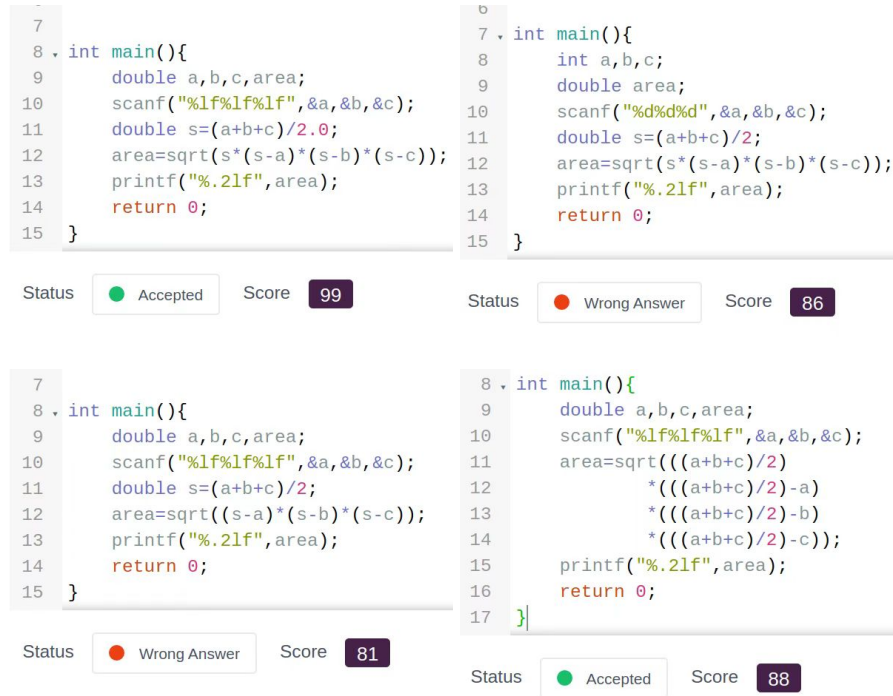 7
8 int main(){
9 double a,b,c,area;
10 scanf("%lf%lf%lf",&a,&b,&c);
11 double s=(a+b+c)/2.0;
12 area=sqrt(s*(s-a)*(s-b)*(s-c));
13 printf("%.2lf",area);
14 return 0;
15 }
Status Accepted Score 99
6
7 int main(){
8 int a,b,c;
9 double area;
10 scanf("%d%d%d",&a,&b,&c);
11 double s=(a+b+c)/2;
12 area=sqrt(s*(s-a)*(s-b)*(s-c));
13 printf("%.2lf",area);
14 return 0;
15 }
Status Wrong Answer Score 86
7
8 int main(){
9 double a,b,c,area;
10 scanf("%lf%lf%lf",&a,&b,&c);
11 double s=(a+b+c)/2;
12 area=sqrt((s-a)*(s-b)*(s-c));
13 printf("%.2lf",area);
14 return 0;
15 }
Status Wrong Answer Score 81
8 int main(){
9 double a,b,c,area;
10 scanf("%lf%lf%lf",&a,&b,&c);
11 area=sqrt(((a+b+c)/2)
12 *(((a+b+c)/2)-a)
13 *(((a+b+c)/2)-b)
14 *(((a+b+c)/2)-c));
15 printf("%.2lf",area);
16 return 0;
17 }
Status Accepted Score 88